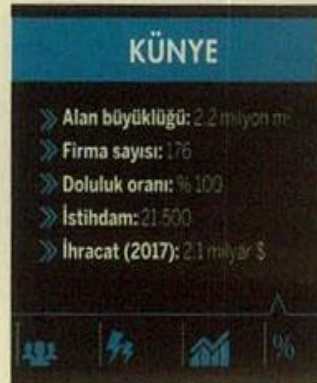 KÜNYE
Alan büyüklüğü: 2.2 milyon m²
Firma sayısı: 176
Doluluk oranı: % 100
İstihdam: 21 500
İhracat (2017): 2.1 milyar $
%